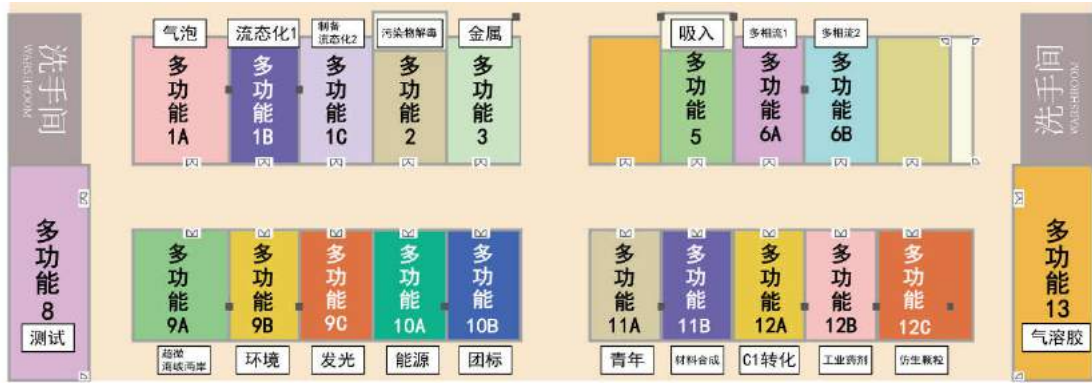 气泡
流态化1
制备
流态化2
污染物解毒
金属
吸入
多相流1
多相流2
洗手间
WARSHROOM
多功能1A
多功能1B
多功能1C
多功能2
多功能3
多功能5
多功能6A
多功能6B
洗手间
WARSHROOM
多功能8
测试
多功能9A
多功能9B
多功能9C
多功能10A
多功能10B
多功能11A
多功能11B
多功能12A
多功能12B
多功能12C
多功能13
气溶胶
超微
海峡两岸
环境
发光
能源
团标
青年
材料合成
C1转化
工业药剂
仿生颗粒